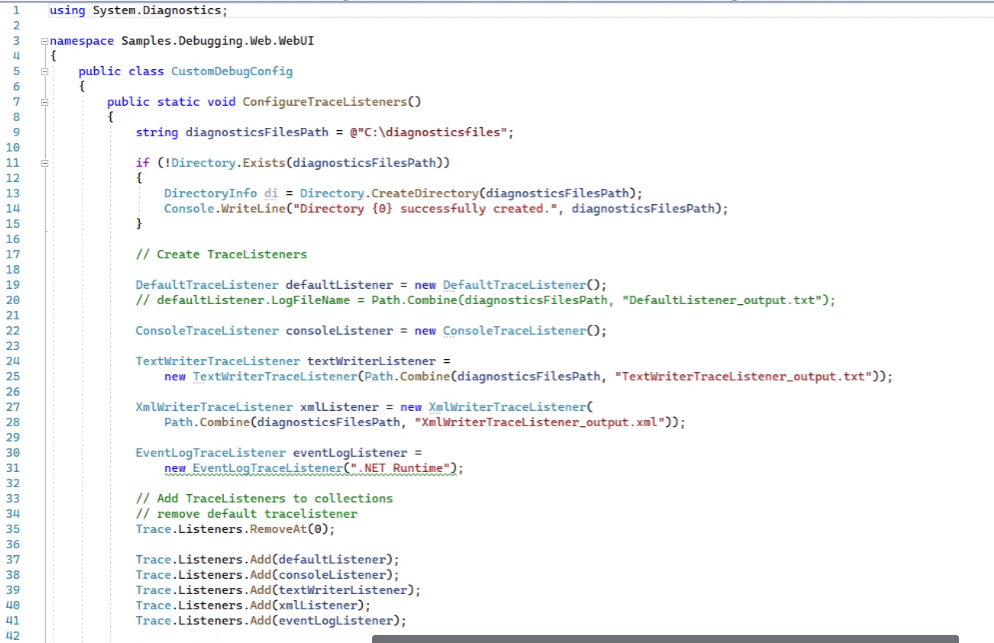 1 using System.Diagnostics;
2
3 namespace Samples.Debugging.Web.WebUI
4 {
5 public class CustomDebugConfig
6 {
7 public static void ConfigureTraceListeners()
8 {
9 string diagnosticsFilesPath = @"C:\diagnosticsfiles";
10
11 if (!Directory.Exists(diagnosticsFilesPath))
12 {
13 DirectoryInfo di = Directory.CreateDirectory(diagnosticsFilesPath);
14 Console.WriteLine("Directory {0} successfully created.", diagnosticsFilesPath);
15 }
16
17 // Create TraceListeners
18
19 DefaultTraceListener defaultListener = new DefaultTraceListener();
20 // defaultListener.LogFileName = Path.Combine(diagnosticsFilesPath, "DefaultListener_output.txt");
21
22 ConsoleTraceListener consoleListener = new ConsoleTraceListener();
23
24 TextWriterTraceListener textWriterListener =
25 new TextWriterTraceListener(Path.Combine(diagnosticsFilesPath, "TextWriterTraceListener_output.txt"));
26
27 XmlWriterTraceListener xmlListener = new XmlWriterTraceListener(
28 Path.Combine(diagnosticsFilesPath, "XmlWriterTraceListener_output.xml"));
29
30 EventLogTraceListener eventLogListener =
31 new EventLogTraceListener(".NET Runtime");
32
33 // Add TraceListeners to collections
34 // remove default tracelistener
35 Trace.Listeners.RemoveAt(0);
36
37 Trace.Listeners.Add(defaultListener);
38 Trace.Listeners.Add(consoleListener);
39 Trace.Listeners.Add(textWriterListener);
40 Trace.Listeners.Add(xmlListener);
41 Trace.Listeners.Add(eventLogListener);
42